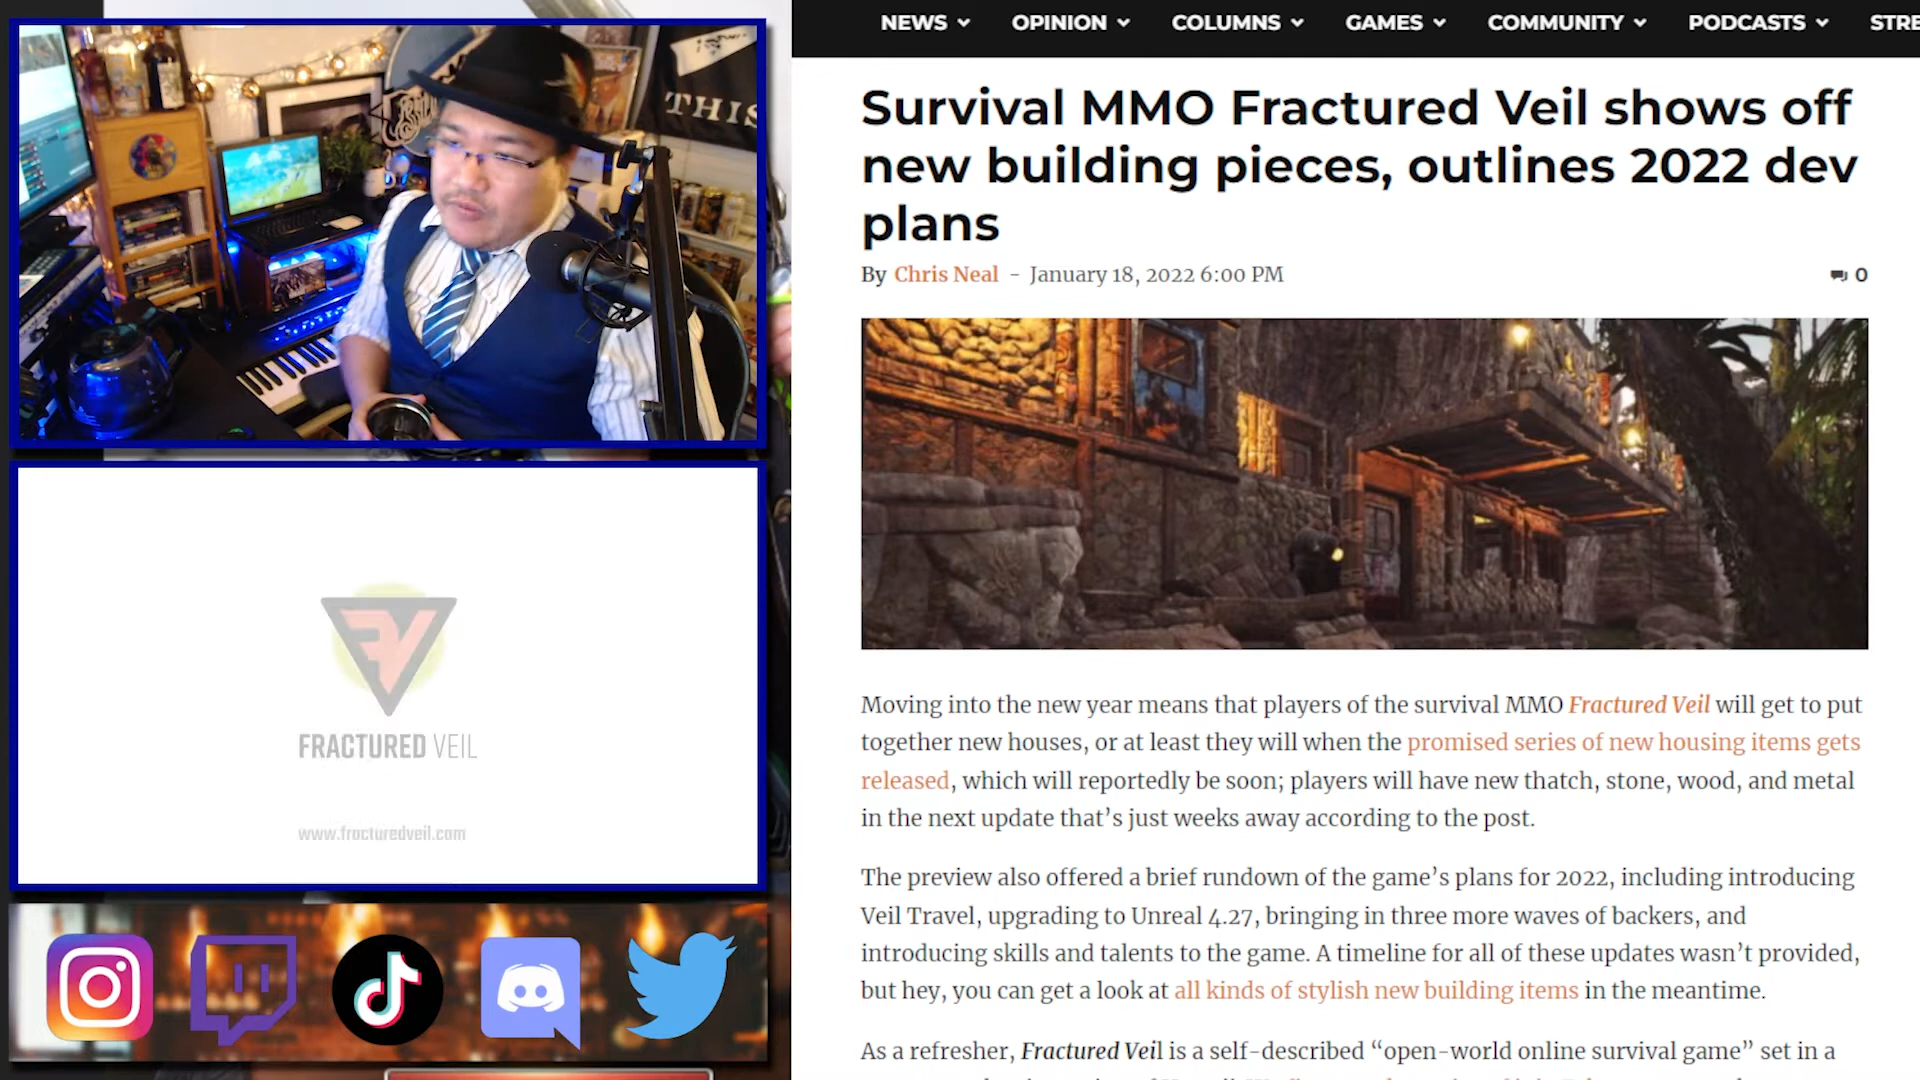 NEWS OPINION COLUMNS GAMES COMMUNITY PODCASTS STRE
THIS
Survival MMO Fractured Veil shows off
new building pieces, outlines 2022 dev
plans
By Chris Neal - January 18, 2022 6:00 PM
0
Moving into the new year means that players of the survival MMO Fractured Veil will get to put
together new houses, or at least they will when the promised series of new housing items gets
released, which will reportedly be soon; players will have new thatch, stone, wood, and metal
in the next update that’s just weeks away according to the post.
The preview also offered a brief rundown of the game’s plans for 2022, including introducing
Veil Travel, upgrading to Unreal 4.27, bringing in three more waves of backers, and
introducing skills and talents to the game. A timeline for all of these updates wasn’t provided,
but hey, you can get a look at all kinds of stylish new building items in the meantime.
As a refresher, Fractured Veil is a self-described “open-world online survival game” set in a
FV
FRACTURED VEIL
www.fracturedveil.com